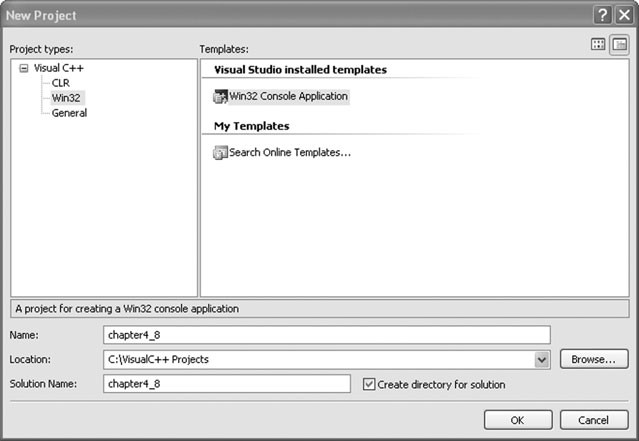 New Project
Project types:
Templates:
Visual C++
CLR
Win32
General
Visual Studio installed templates
Win32 Console Application
My Templates
Search Online Templates...
A project for creating a Win32 console application
Name:
chapter4_8
Location:
C:\VisualC++ Projects
Browse...
Solution Name:
chapter4_8
Create directory for solution
OK
Cancel